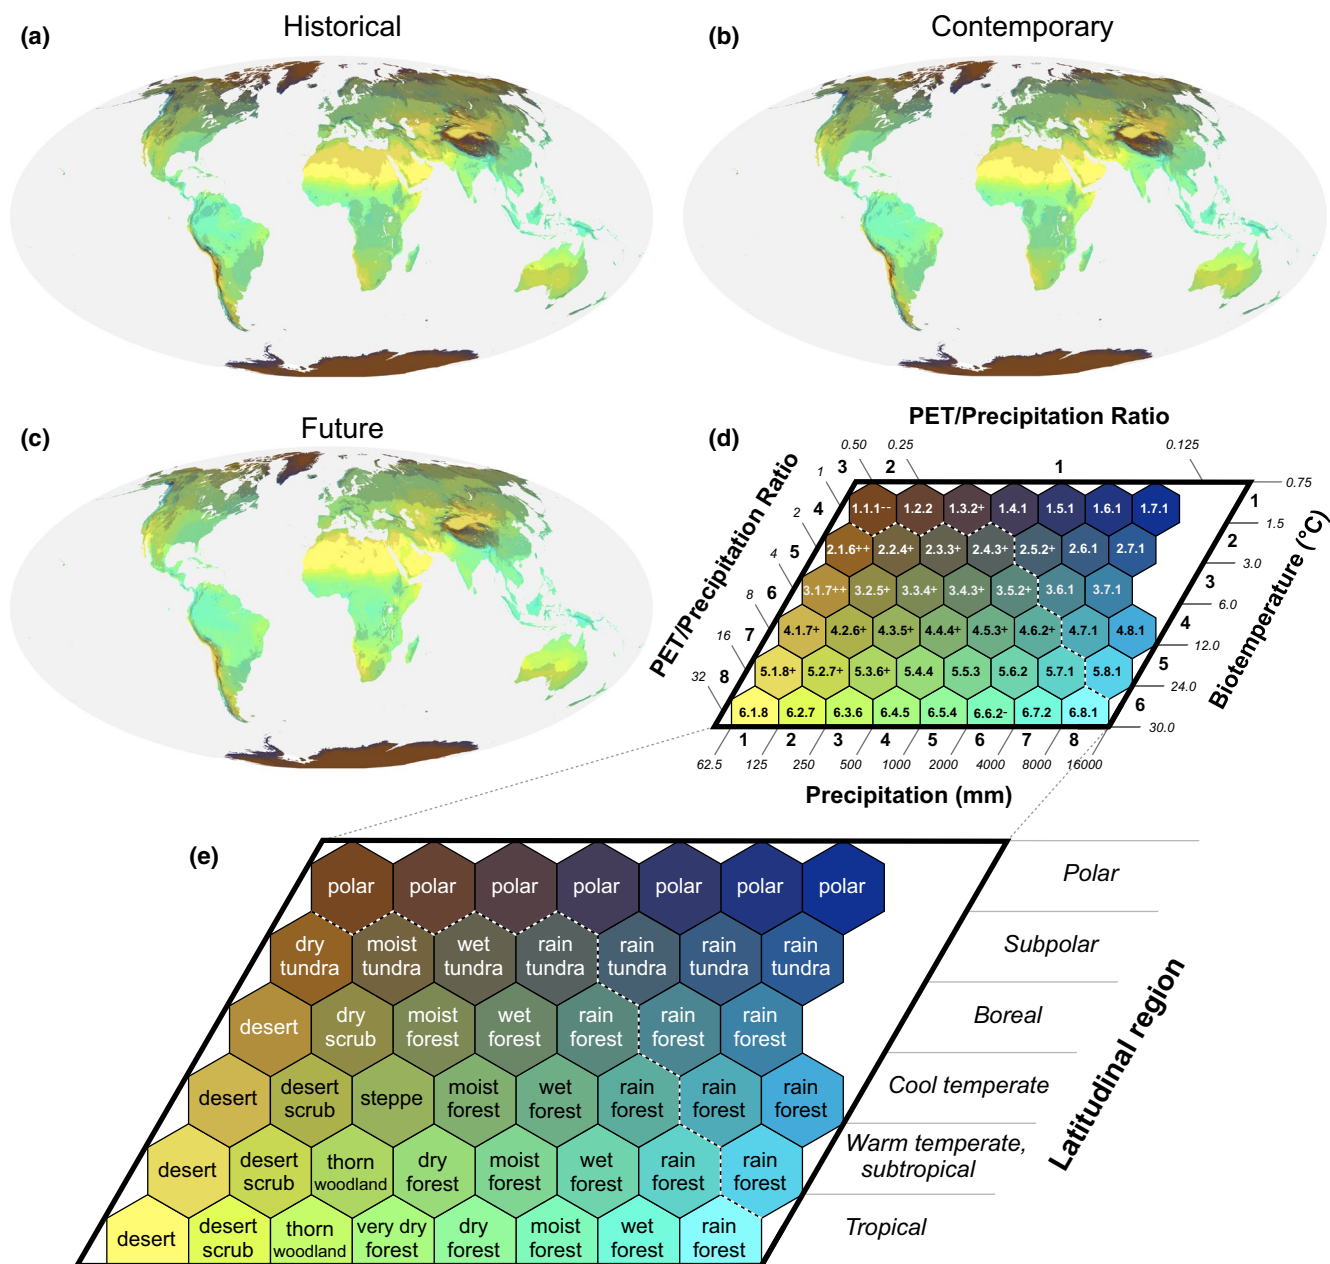 (a)
Historical
(b)
Contemporary
(c)
Future
(d)
PET/Precipitation Ratio
0.50
0.25
0.125
3
2
1
0.75
PET/Precipitation Ratio
1
4
2
5
4
6
8
7
16
8
32
1.1.1--
1.2.2
1.3.2+
1.4.1
1.5.1
1.6.1
1.7.1
2.1.6++
2.2.4+
2.3.3+
2.4.3+
2.5.2+
2.6.1
2.7.1
3.1.7++
3.2.5+
3.3.4+
3.4.3+
3.5.2+
3.6.1
3.7.1
4.1.7+
4.2.6+
4.3.5+
4.4.4+
4.5.3+
4.6.2+
4.7.1
4.8.1
5.1.8+
5.2.7+
5.3.6+
5.4.4
5.5.3
5.6.2
5.7.1
5.8.1
6.1.8
6.2.7
6.3.6
6.4.5
6.5.4
6.6.2-
6.7.2
6.8.1
1
1.5
2
3.0
3
6.0
4
12.0
5
24.0
6
30.0
Biotemperature (°C)
1
2
3
4
5
6
7
8
62.5
125
250
500
1000
2000
4000
8000
16000
Precipitation (mm)
(e)
polar
polar
polar
polar
polar
polar
polar
Polar
dry
tundra
moist
tundra
wet
tundra
rain
tundra
rain
tundra
rain
tundra
rain
tundra
Subpolar
desert
dry
scrub
moist
forest
wet
forest
rain
forest
rain
forest
rain
forest
Boreal
desert
desert
scrub
steppe
moist
forest
wet
forest
rain
forest
rain
forest
rain
forest
Cool temperate
desert
desert
scrub
thorn
woodland
dry
forest
moist
forest
wet
forest
rain
forest
rain
forest
Warm temperate,
subtropical
desert
desert
scrub
thorn
woodland
very dry
forest
dry
forest
moist
forest
wet
forest
rain
forest
Tropical
Latitudinal region